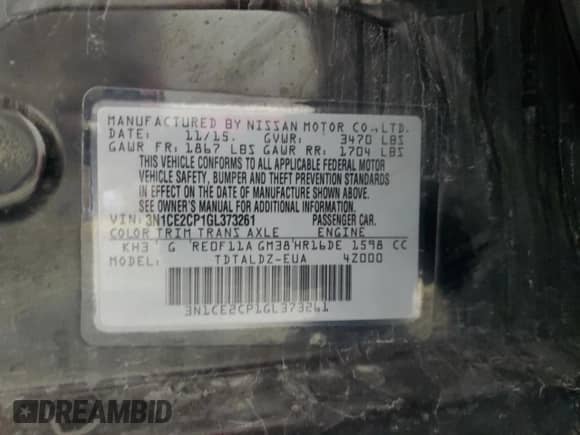 MANUFACTURED BY NISSAN MOTOR CO.,LTD.
DATE: 11/15. GVWR: 3470 LBS
GAWR FR: 1867 LBS GAWR RR: 1704 LBS
THIS VEHICLE CONFORMS TO ALL APPLICABLE FEDERAL MOTOR
VEHICLE SAFETY, BUMPER AND THEFT PREVENTION STANDARDS
IN EFFECT ON THE DATE OF MANUFACTURE SHOWN ABOVE.
SEE OWNER'S MANUAL FOR ADDITIONAL INFORMATION.
VIN: 3N1CE2CP1GL373261 PASSENGER CAR.
COLOR TRIM TRANS AXLE ENGINE
KH3 G RE0F11A GM38 HR16DE 1598 CC
MODEL: TDTALDZ-EUA 4Z000
3N1CE2CP1GL373261
DREAMBID